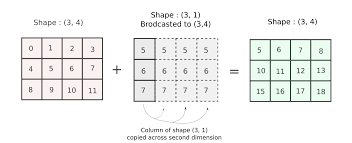 Shape : (3, 4)
Shape : (3, 1)
Brodcasted to (3,4)
Shape : (3, 4)
0 1 2 3
4 5 6 7
8 9 10 11
+
5 5 5 5
6 6 6 6
7 7 7 7
=
5 6 7 8
10 11 12 13
15 16 17 18
Column of shape (3, 1)
copied across second dimension